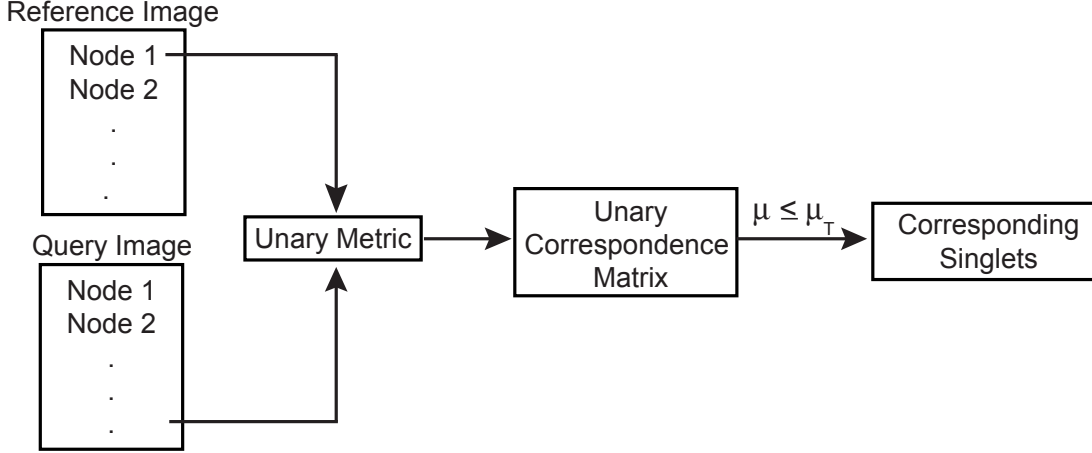 Reference Image
Node 1
Node 2
.
.
.
Query Image
Node 1
Node 2
.
.
.
Unary Metric
Unary
Correspondence
Matrix
μ ≤ μ_T
Corresponding
Singlets